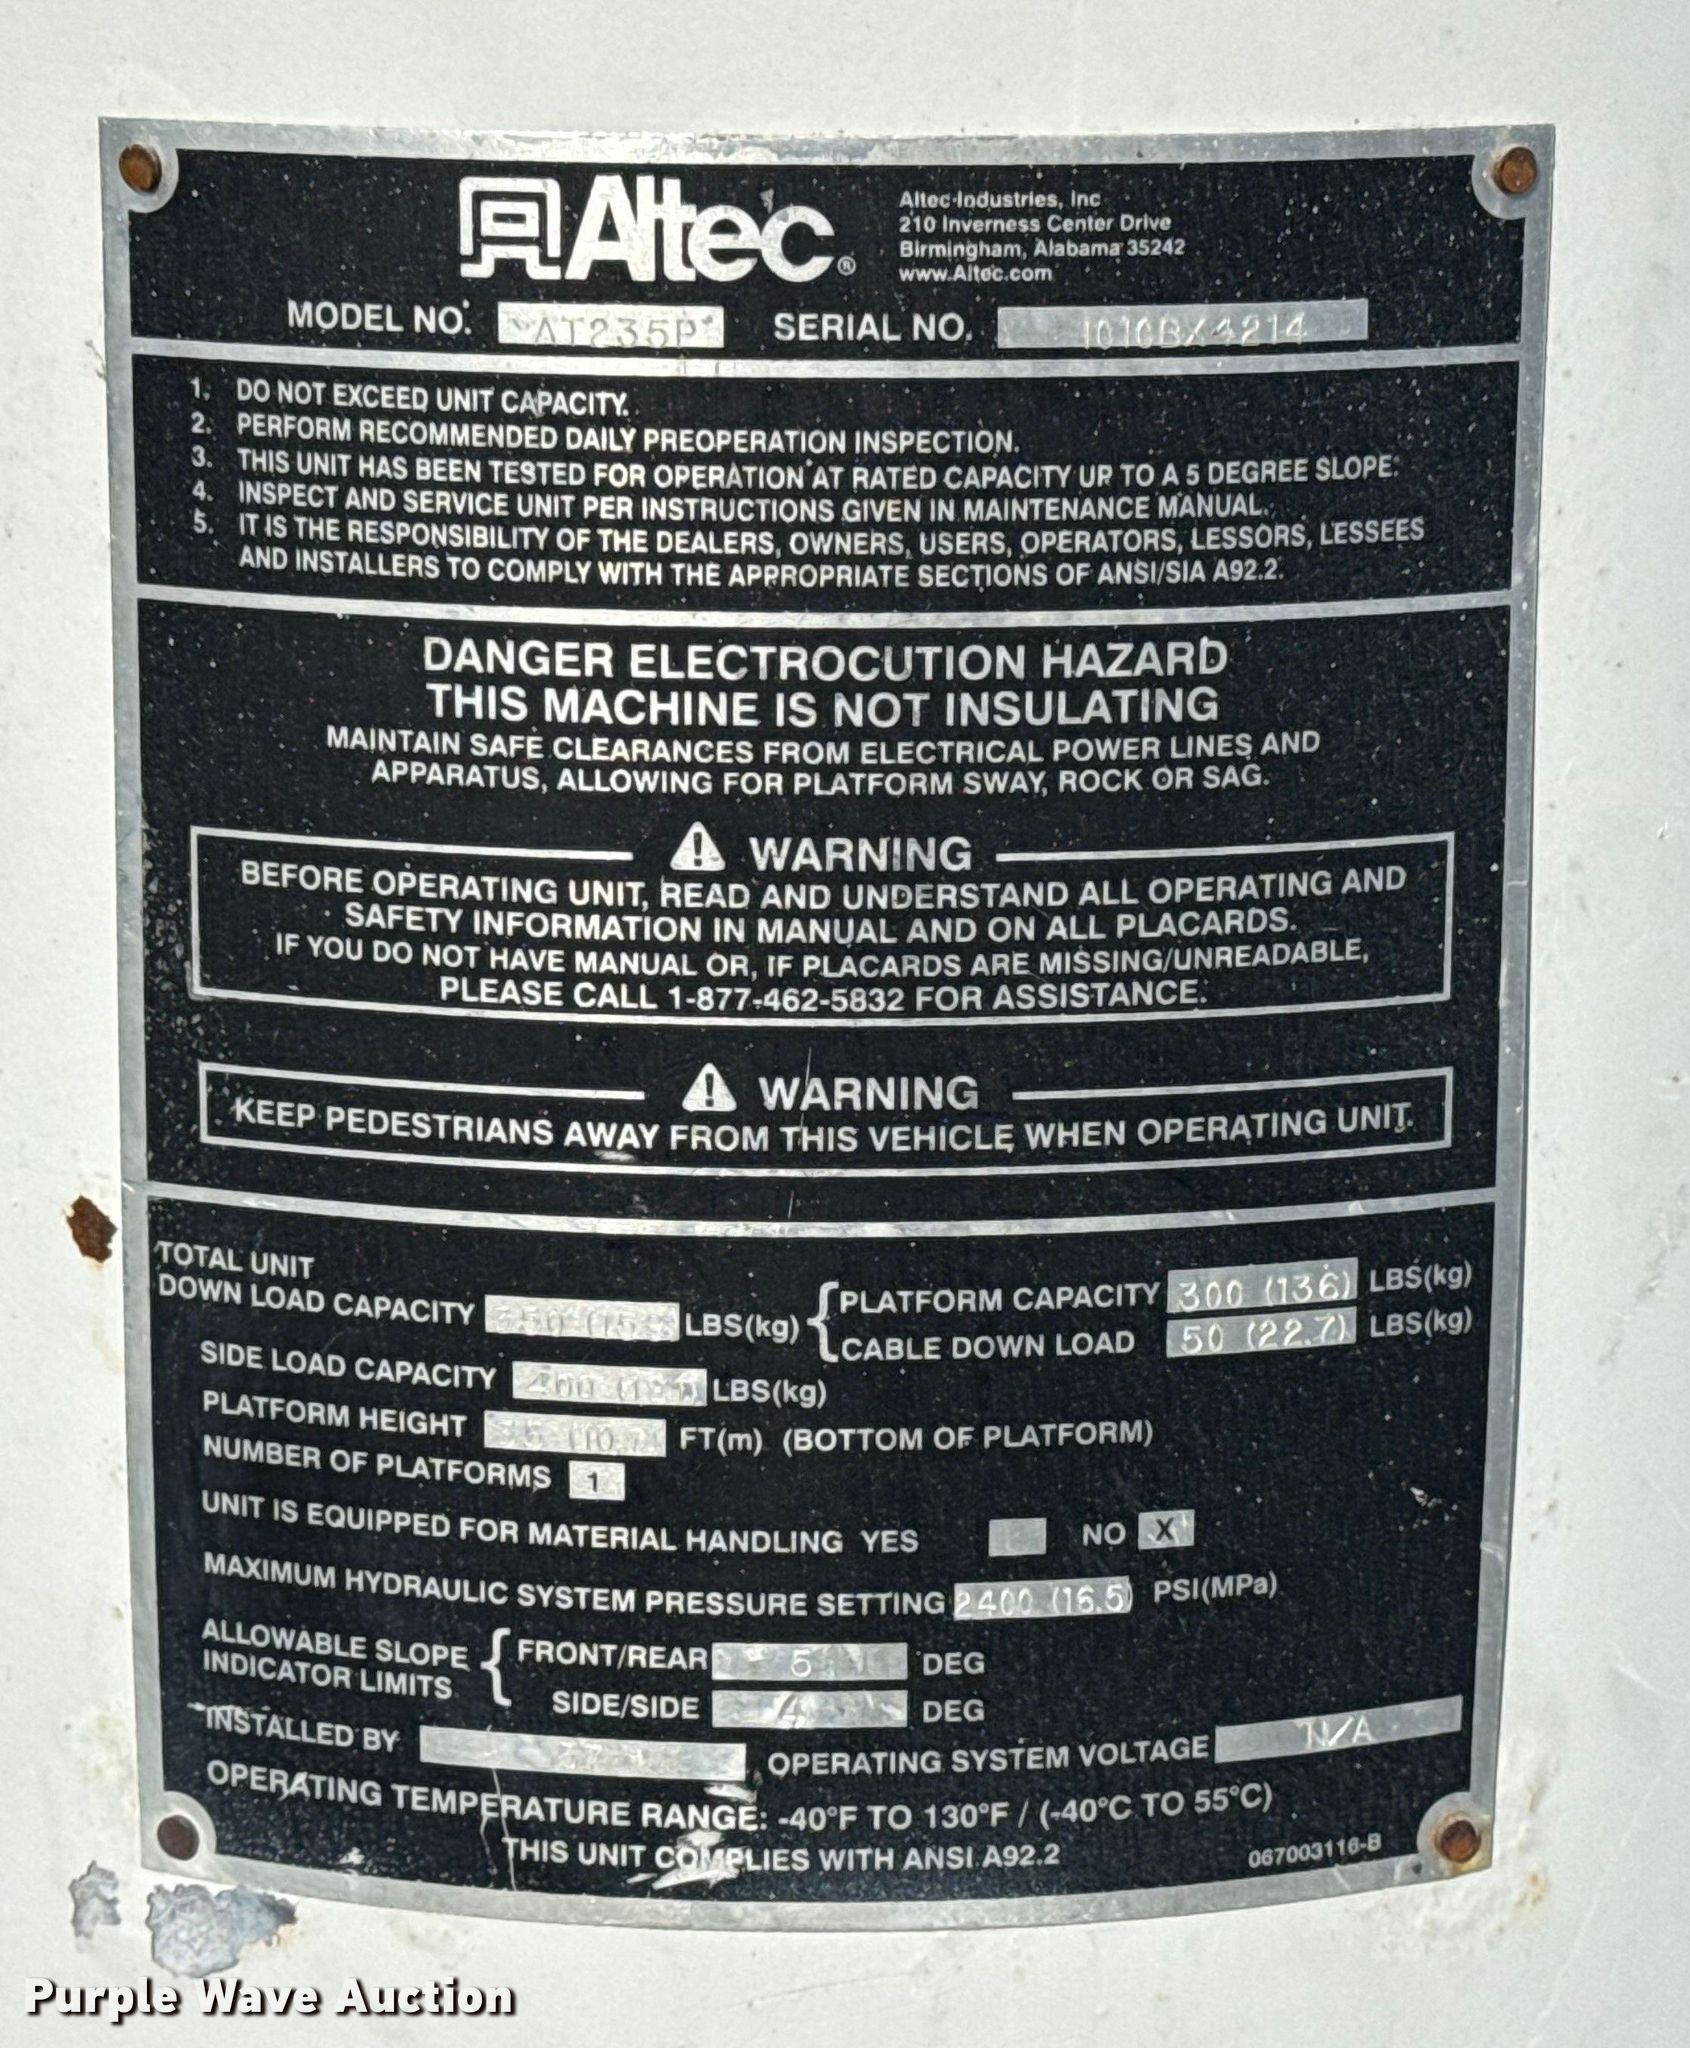 Altec®
Altec Industries, Inc
210 Inverness Center Drive
Birmingham, Alabama 35242
www.Altec.com
MODEL NO. AT235P SERIAL NO. 1010BX4214
1. DO NOT EXCEED UNIT CAPACITY.
2. PERFORM RECOMMENDED DAILY PREOPERATION INSPECTION.
3. THIS UNIT HAS BEEN TESTED FOR OPERATION AT RATED CAPACITY UP TO A 5 DEGREE SLOPE.
4. INSPECT AND SERVICE UNIT PER INSTRUCTIONS GIVEN IN MAINTENANCE MANUAL.
5. IT IS THE RESPONSIBILITY OF THE DEALERS, OWNERS, USERS, OPERATORS, LESSORS, LESSEES
AND INSTALLERS TO COMPLY WITH THE APPROPRIATE SECTIONS OF ANSI/SIA A92.2.
DANGER ELECTROCUTION HAZARD
THIS MACHINE IS NOT INSULATING
MAINTAIN SAFE CLEARANCES FROM ELECTRICAL POWER LINES AND
APPARATUS, ALLOWING FOR PLATFORM SWAY, ROCK OR SAG.
WARNING
BEFORE OPERATING UNIT, READ AND UNDERSTAND ALL OPERATING AND
SAFETY INFORMATION IN MANUAL AND ON ALL PLACARDS.
IF YOU DO NOT HAVE MANUAL OR, IF PLACARDS ARE MISSING/UNREADABLE,
PLEASE CALL 1-877-462-5832 FOR ASSISTANCE.
WARNING
KEEP PEDESTRIANS AWAY FROM THIS VEHICLE WHEN OPERATING UNIT.
TOTAL UNIT
DOWN LOAD CAPACITY 350 LBS(kg)
PLATFORM CAPACITY 300 (136) LBS(kg)
CABLE DOWN LOAD 50 (22.7) LBS(kg)
SIDE LOAD CAPACITY 400 LBS(kg)
PLATFORM HEIGHT 35 (10.7) FT(m) (BOTTOM OF PLATFORM)
NUMBER OF PLATFORMS 1
UNIT IS EQUIPPED FOR MATERIAL HANDLING YES NO X
MAXIMUM HYDRAULIC SYSTEM PRESSURE SETTING 2400 (16.5) PSI(MPa)
ALLOWABLE SLOPE
INDICATOR LIMITS
FRONT/REAR 5 DEG
SIDE/SIDE 4 DEG
INSTALLED BY
OPERATING SYSTEM VOLTAGE N/A
OPERATING TEMPERATURE RANGE: -40°F TO 130°F / (-40°C TO 55°C)
THIS UNIT COMPLIES WITH ANSI A92.2
067003116-B
Purple Wave Auction